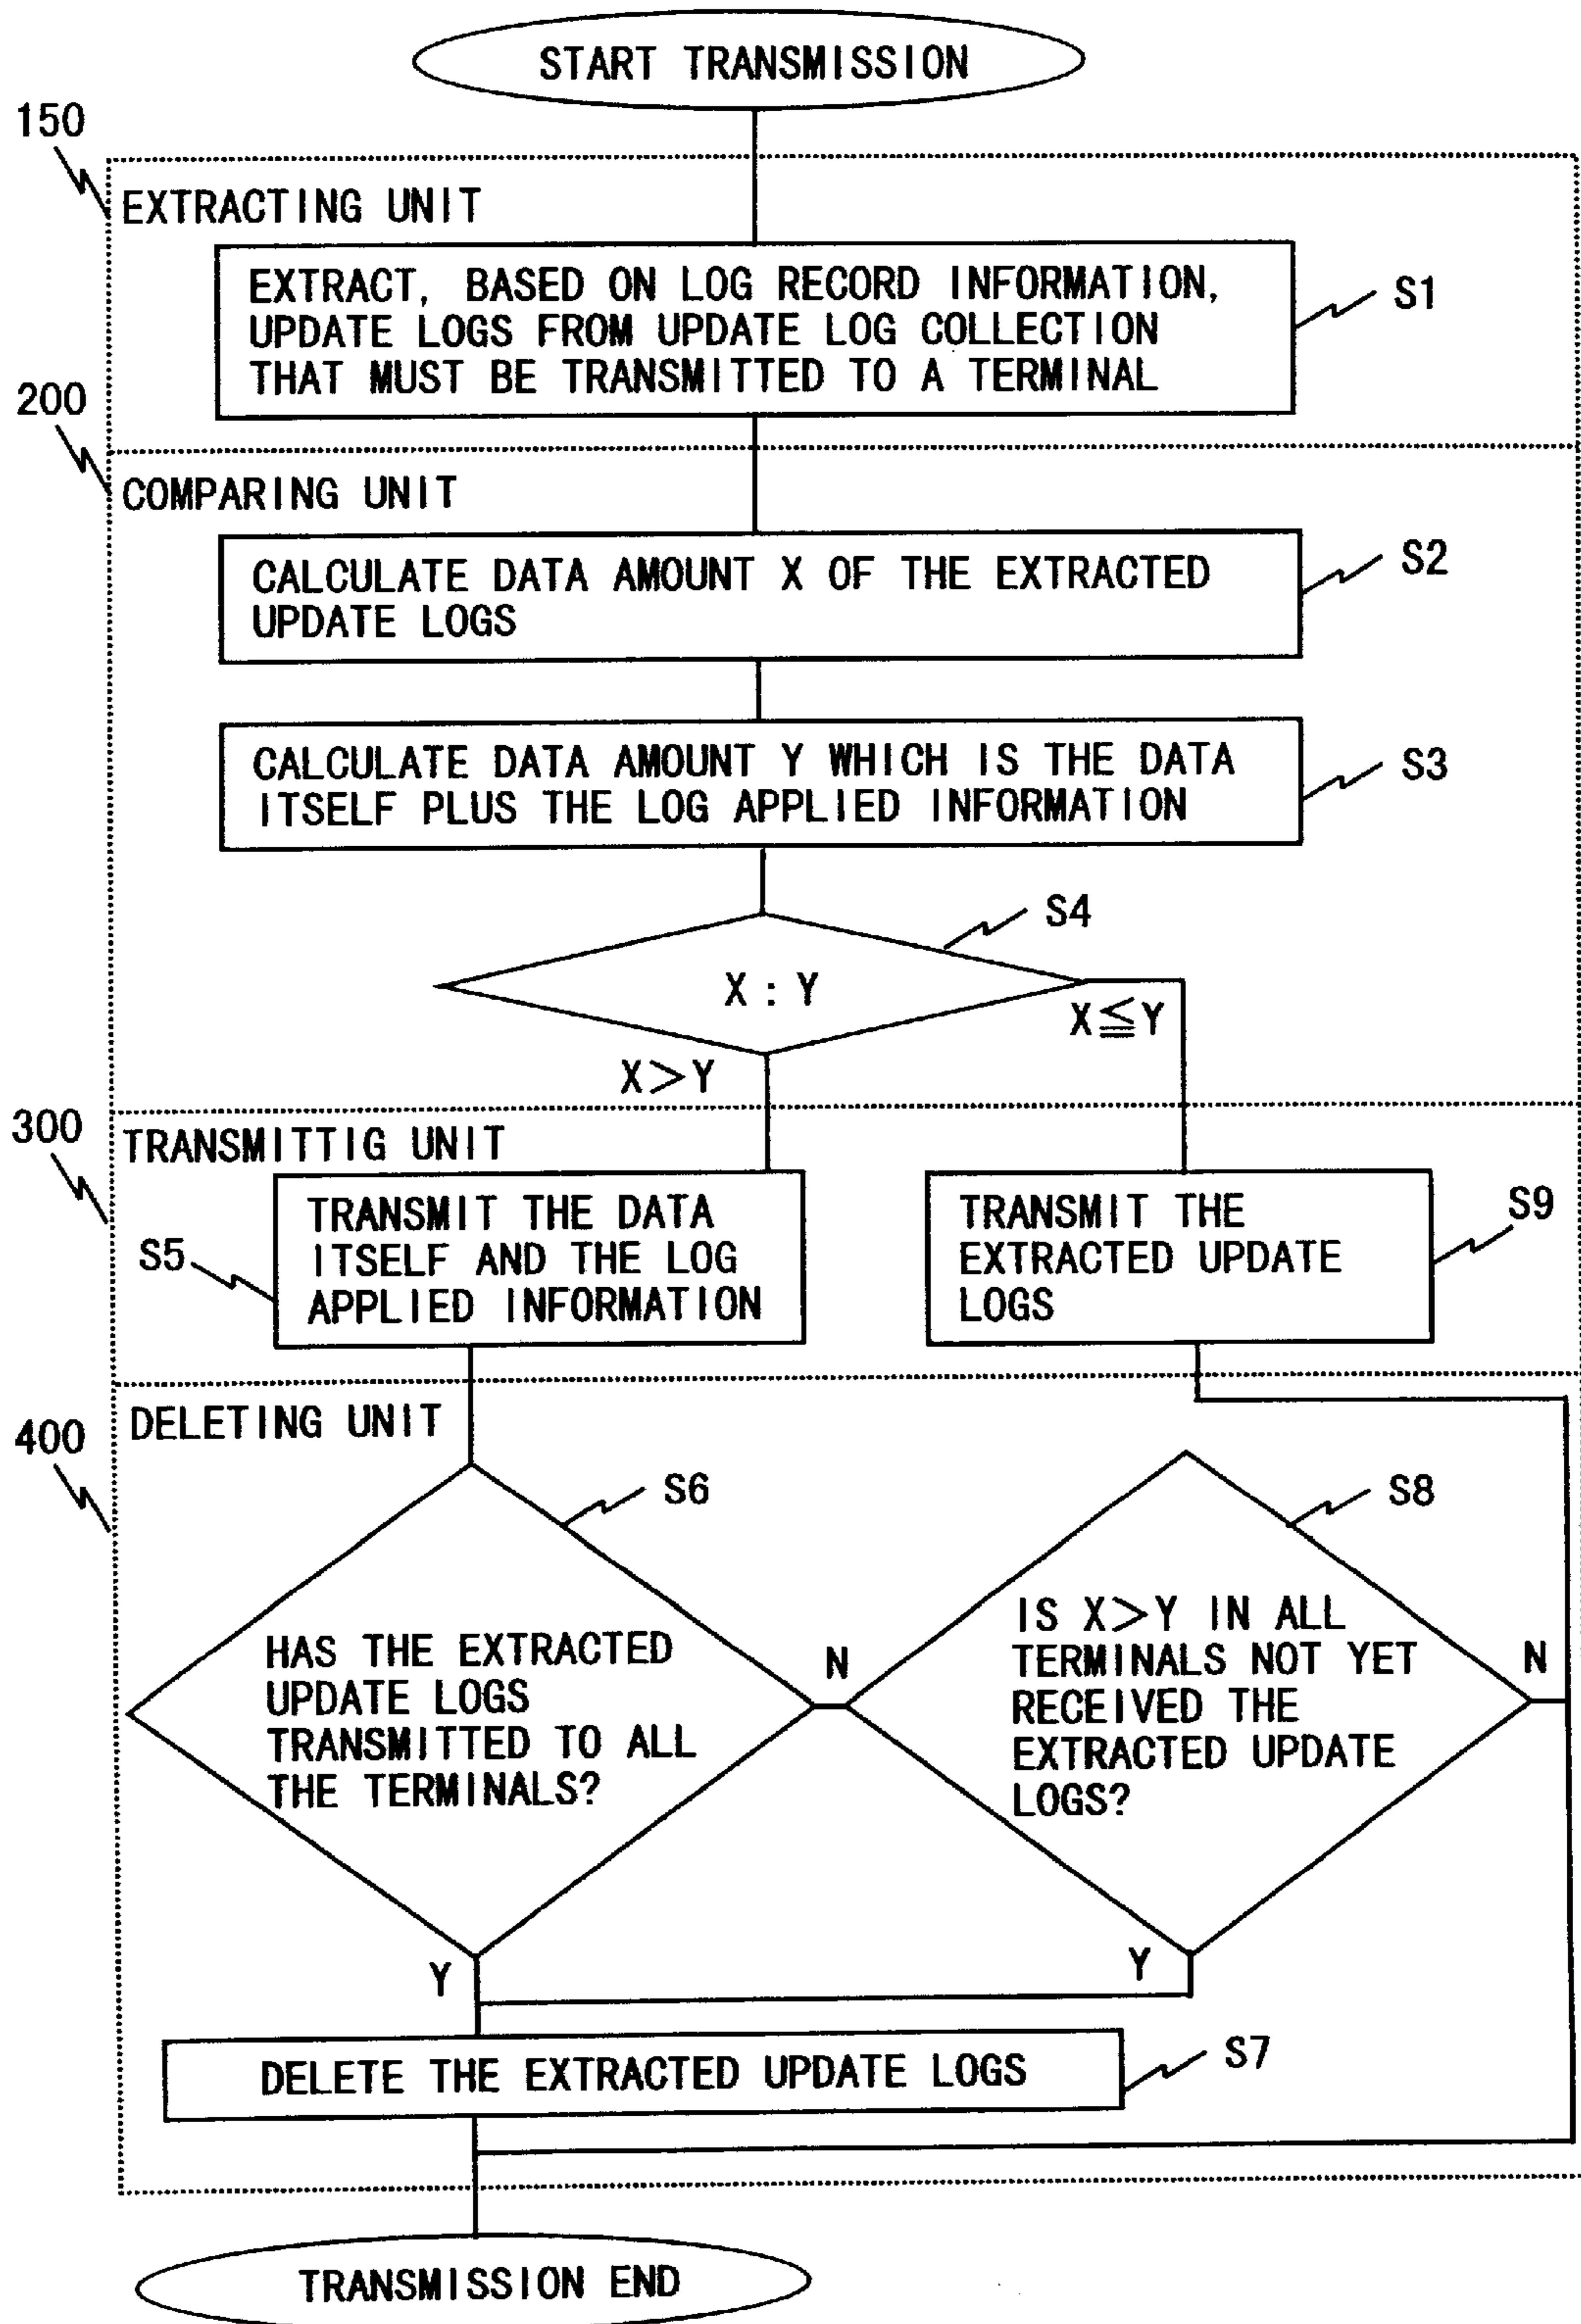 START TRANSMISSION
150
EXTRACTING UNIT
EXTRACT, BASED ON LOG RECORD INFORMATION,
UPDATE LOGS FROM UPDATE LOG COLLECTION
THAT MUST BE TRANSMITTED TO A TERMINAL
S1
200
COMPARING UNIT
CALCULATE DATA AMOUNT X OF THE EXTRACTED
UPDATE LOGS
S2
CALCULATE DATA AMOUNT Y WHICH IS THE DATA
ITSELF PLUS THE LOG APPLIED INFORMATION
S3
S4
X : Y
X≦Y
X>Y
300
TRANSMITTIG UNIT
TRANSMIT THE DATA
ITSELF AND THE LOG
APPLIED INFORMATION
S5
TRANSMIT THE
EXTRACTED UPDATE
LOGS
S9
400
DELETING UNIT
S6
HAS THE EXTRACTED
UPDATE LOGS
TRANSMITTED TO ALL
THE TERMINALS?
N
Y
S8
IS X>Y IN ALL
TERMINALS NOT YET
RECEIVED THE
EXTRACTED UPDATE
LOGS?
N
Y
DELETE THE EXTRACTED UPDATE LOGS
S7
TRANSMISSION END